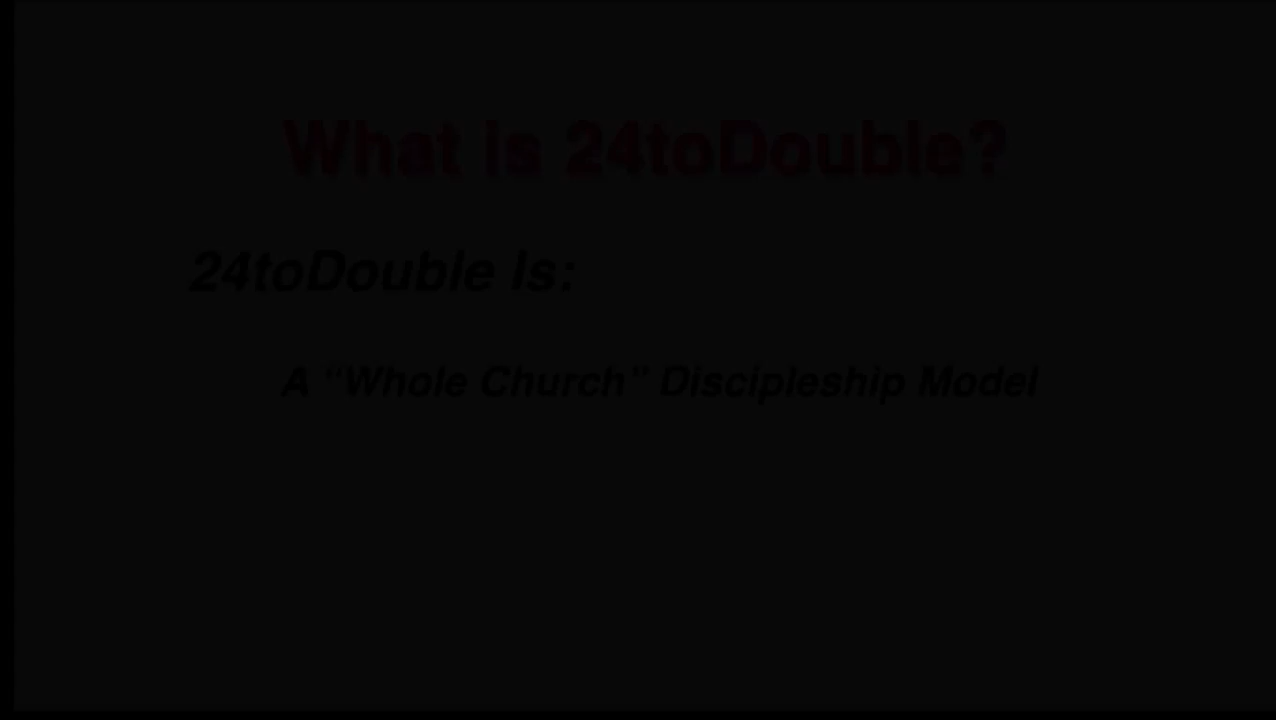 What is 24toDouble?
24toDouble Is:
A “Whole Church” Discipleship Model